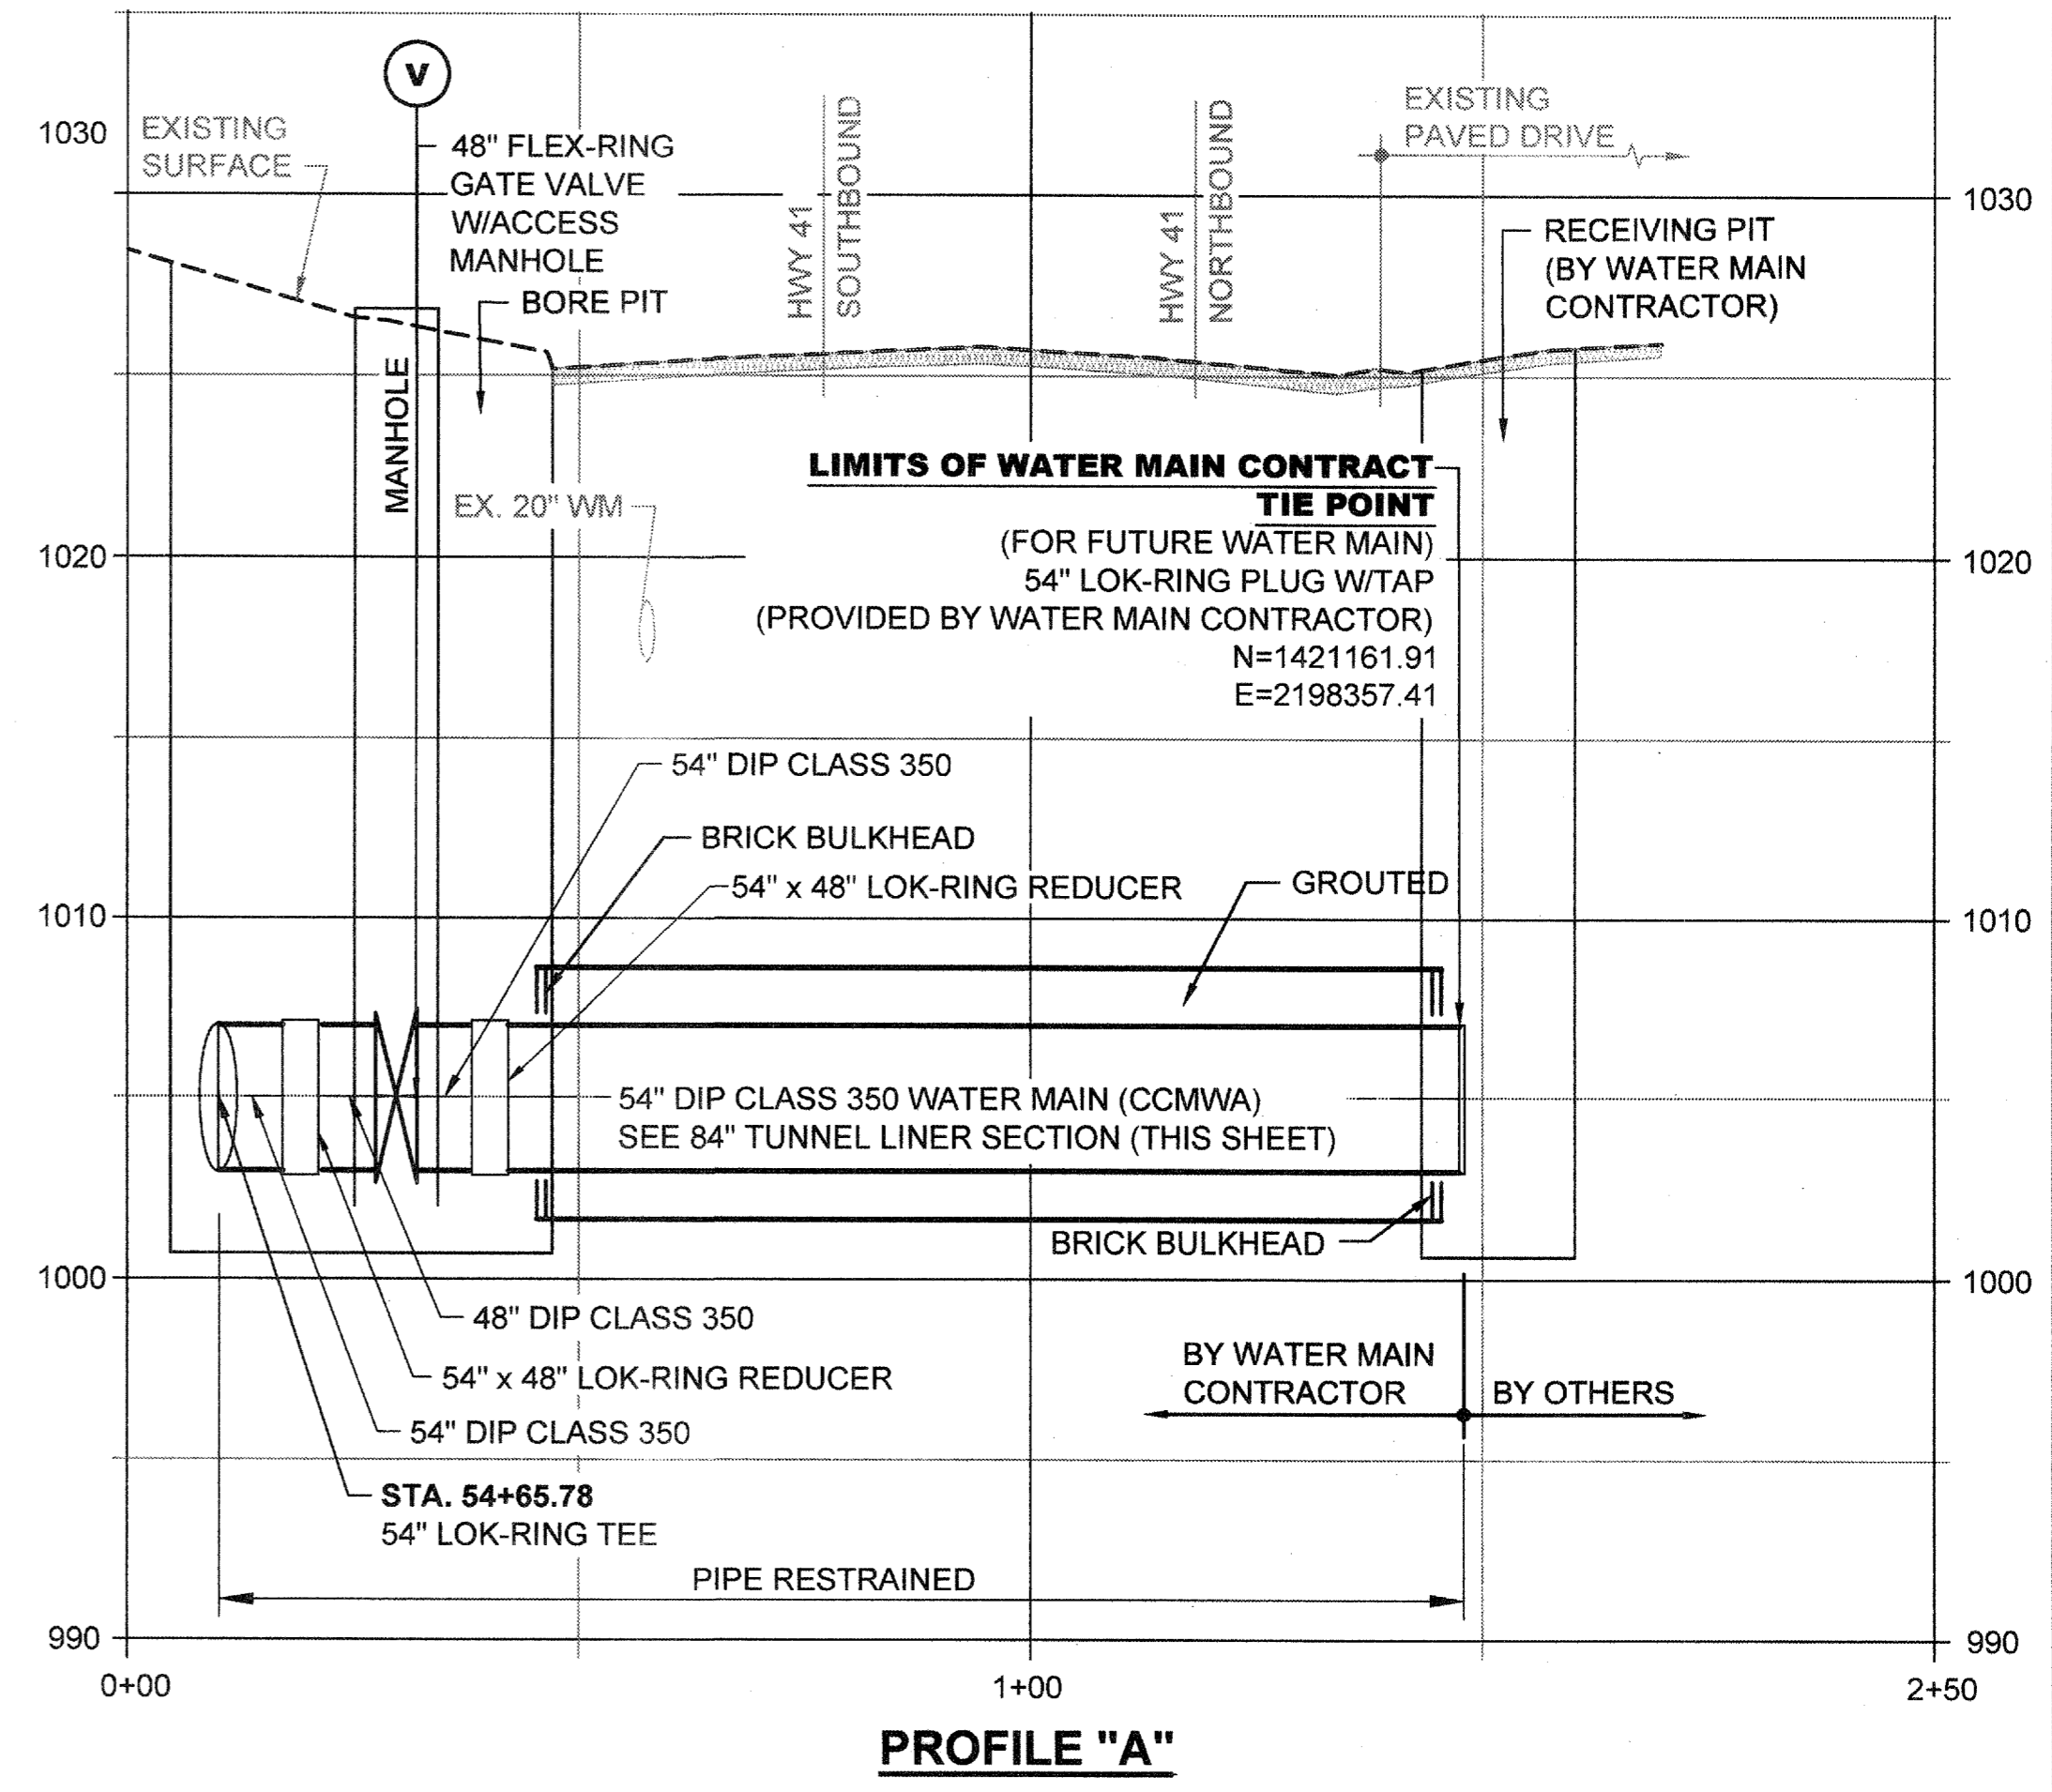 V
1030
EXISTING
SURFACE
48" FLEX-RING
GATE VALVE
W/ACCESS
MANHOLE
BORE PIT
MANHOLE
HWY 41
SOUTHBOUND
HWY 41
NORTHBOUND
EXISTING
PAVED DRIVE
1030
RECEIVING PIT
(BY WATER MAIN
CONTRACTOR)
EX. 20" WM
LIMITS OF WATER MAIN CONTRACT
TIE POINT
(FOR FUTURE WATER MAIN)
54" LOK-RING PLUG W/TAP
(PROVIDED BY WATER MAIN CONTRACTOR)
N=1421161.91
E=2198357.41
1020
1020
54" DIP CLASS 350
BRICK BULKHEAD
54" x 48" LOK-RING REDUCER
GROUTED
1010
1010
54" DIP CLASS 350 WATER MAIN (CCMWA)
SEE 84" TUNNEL LINER SECTION (THIS SHEET)
BRICK BULKHEAD
1000
1000
48" DIP CLASS 350
54" x 48" LOK-RING REDUCER
54" DIP CLASS 350
STA. 54+65.78
54" LOK-RING TEE
BY WATER MAIN
CONTRACTOR
BY OTHERS
PIPE RESTRAINED
990
990
0+00
1+00
2+50
PROFILE "A"